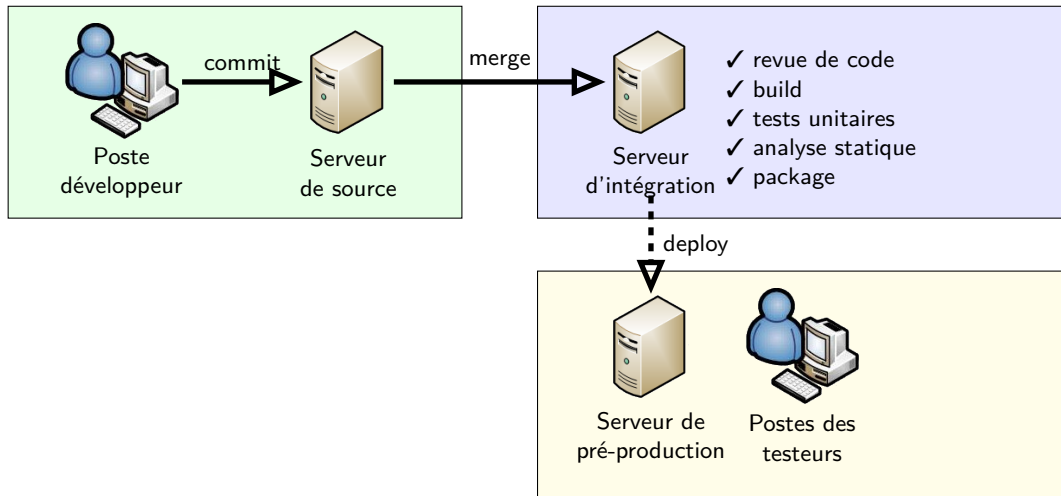 commit
Poste
développeur
Serveur
de source
merge
Serveur
d'intégration
✓ revue de code
✓ build
✓ tests unitaires
✓ analyse statique
✓ package
deploy
Serveur de
pré-production
Postes des
testeurs